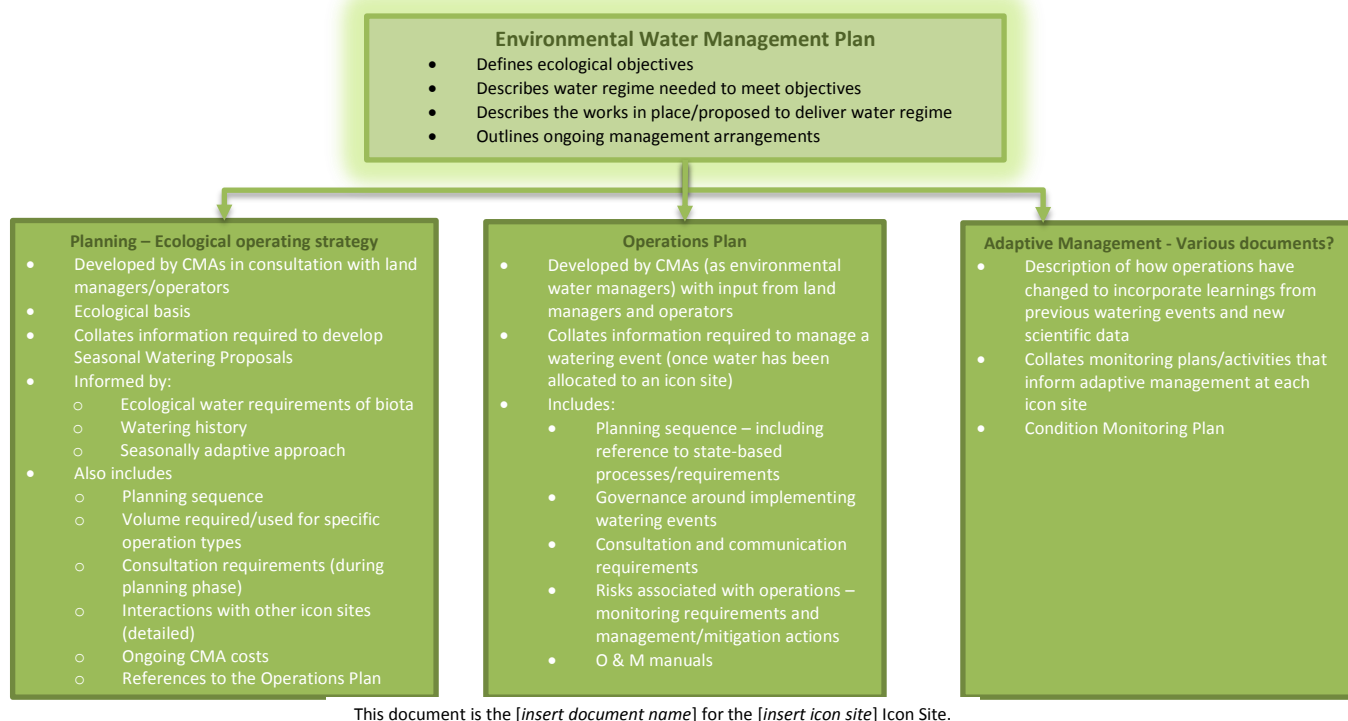 Environmental Water Management Plan
• Defines ecological objectives
• Describes water regime needed to meet objectives
• Describes the works in place/proposed to deliver water regime
• Outlines ongoing management arrangements
Planning – Ecological operating strategy
• Developed by CMAs in consultation with land
managers/operators
• Ecological basis
• Collates information required to develop
Seasonal Watering Proposals
• Informed by:
o Ecological water requirements of biota
o Watering history
o Seasonally adaptive approach
• Also includes
o Planning sequence
o Volume required/used for specific
operation types
o Consultation requirements (during
planning phase)
o Interactions with other icon sites
(detailed)
o Ongoing CMA costs
o References to the Operations Plan
Operations Plan
• Developed by CMAs (as environmental
water managers) with input from land
managers and operators
• Collates information required to manage a
watering event (once water has been
allocated to an icon site)
• Includes:
• Planning sequence – including
reference to state-based
processes/requirements
• Governance around implementing
watering events
• Consultation and communication
requirements
• Risks associated with operations –
monitoring requirements and
management/mitigation actions
• O & M manuals
Adaptive Management - Various documents?
• Description of how operations have
changed to incorporate learnings from
previous watering events and new
scientific data
• Collates monitoring plans/activities that
inform adaptive management at each
icon site
• Condition Monitoring Plan
This document is the [insert document name] for the [insert icon site] Icon Site.